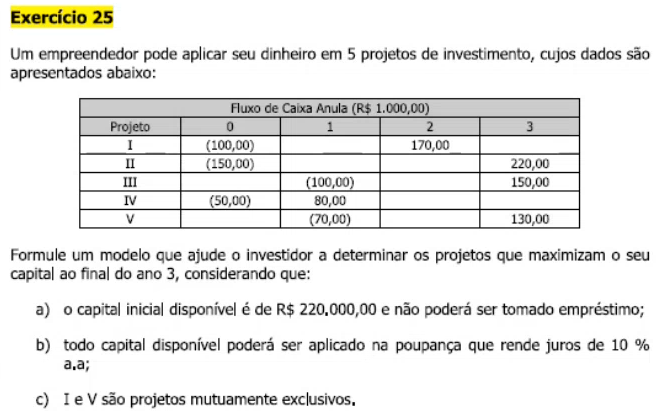 Exercício 25
Um empreendedor pode aplicar seu dinheiro em 5 projetos de investimento, cujos dados são
apresentados abaixo:
Fluxo de Caixa Anula (R$ 1.000,00)
Projeto 0 1 2 3
I (100,00) 170,00
II (150,00) 220,00
III (100,00) 150,00
IV (50,00) 80,00
V (70,00) 130,00
Formule um modelo que ajude o investidor a determinar os projetos que maximizam o seu
capital ao final do ano 3, considerando que:
a) o capital inicial disponível é de R$ 220.000,00 e não poderá ser tomado empréstimo;
b) todo capital disponível poderá ser aplicado na poupança que rende juros de 10 %
a.a;
c) I e V são projetos mutuamente exclusivos.